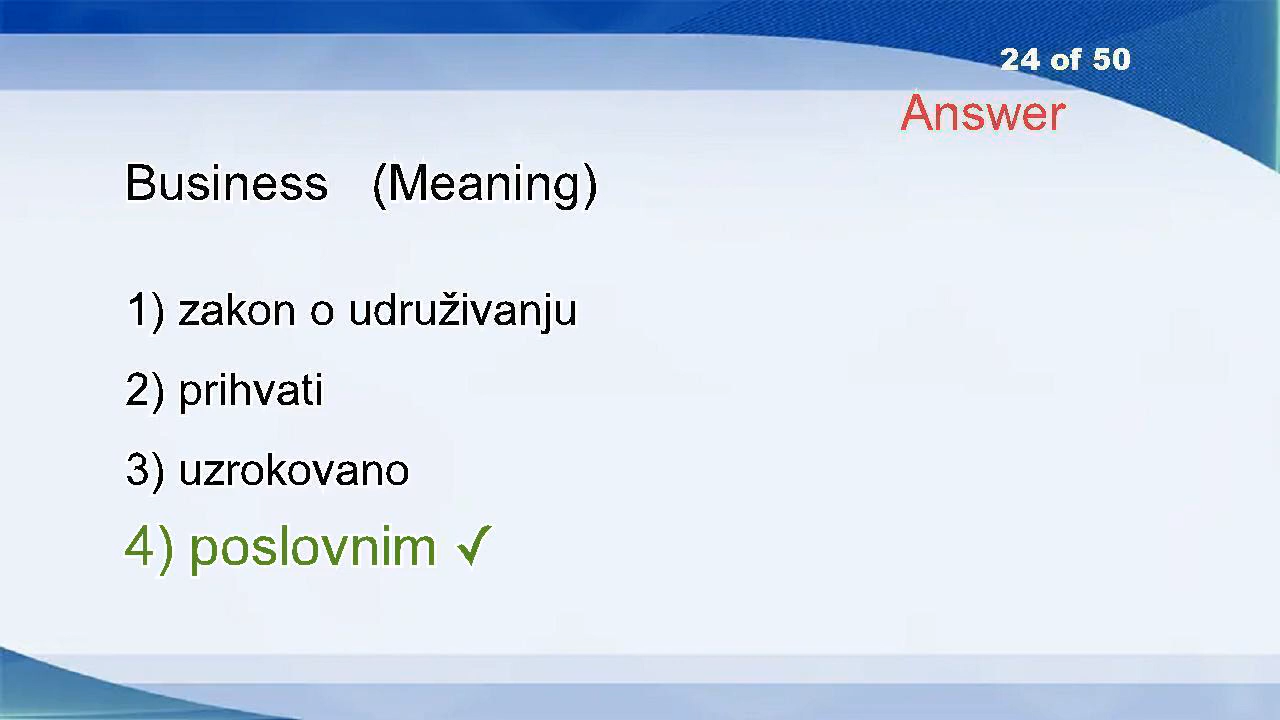 24 of 50
Answer
Business (Meaning)
1) zakon o udruživanju
2) prihvati
3) uzrokovano
4) poslovnim ✓